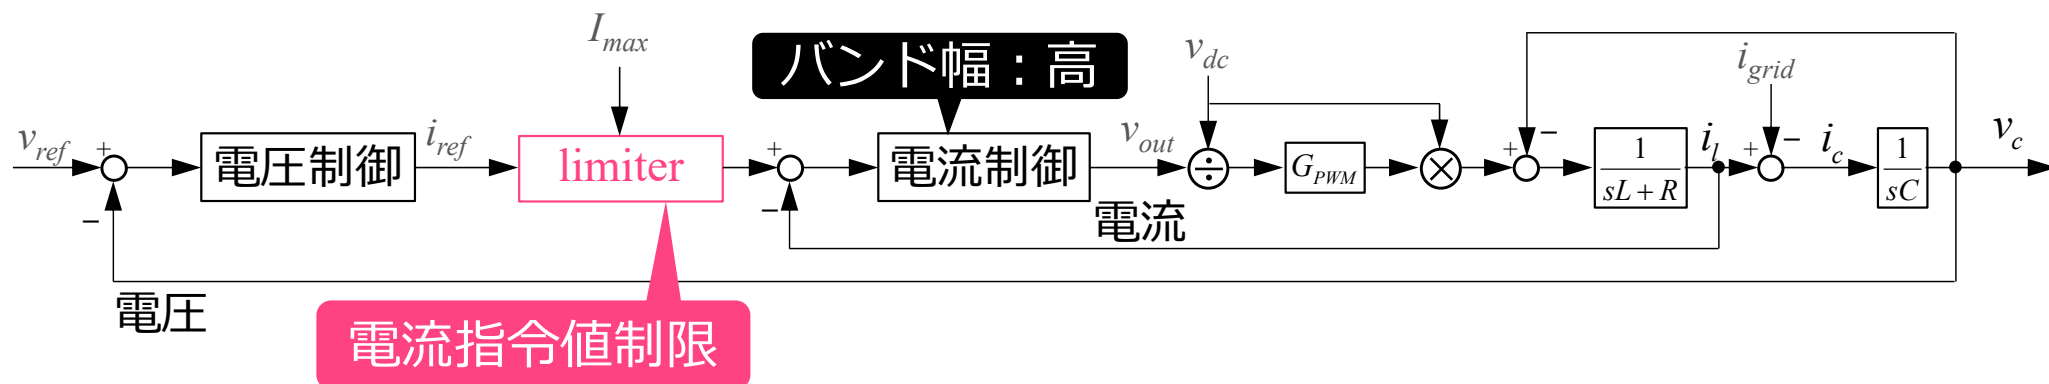 I_max
バンド幅：高
v_dc
i_grid
v_ref
+
−
電圧制御
i_ref
limiter
+
−
電流制御
v_out
÷
G_PWM
×
+
−
1
sL + R
i_l
+
−
i_c
1
sC
v_c
電流
電圧
電流指令値制限